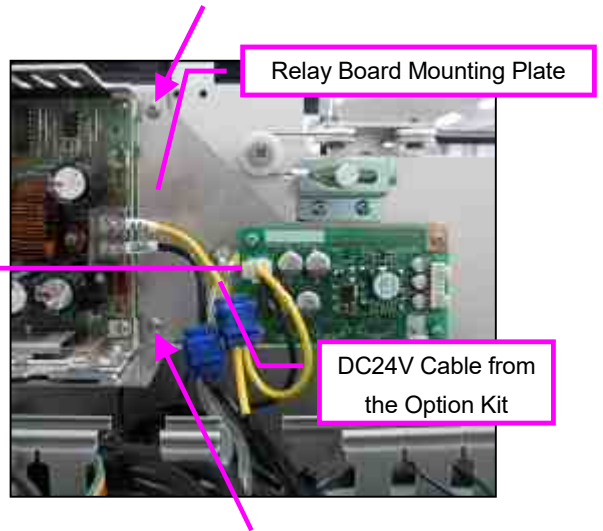 Relay Board Mounting Plate
DC24V Cable from
the Option Kit